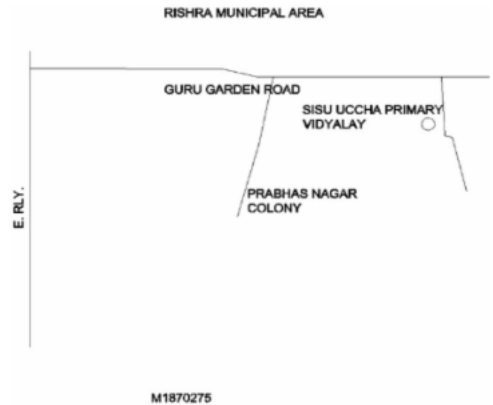 RISHRA MUNICIPAL AREA
GURU GARDEN ROAD
SISU UCCHA PRIMARY
VIDYALAY
PRABHAS NAGAR
COLONY
E. RLY.
M1870275